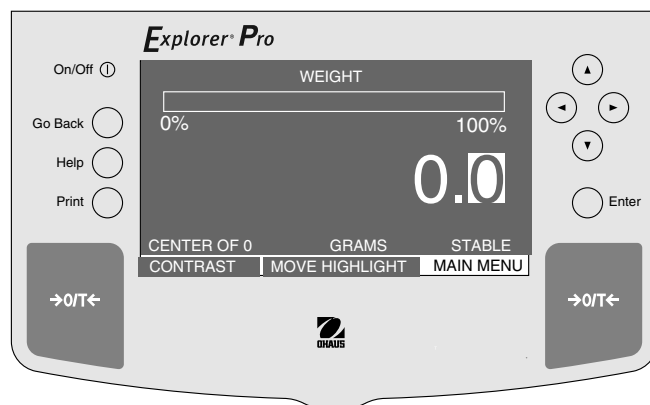 Explorer® Pro
On/Off
WEIGHT
0% 100%
Go Back
Help
Print
0.0
Enter
CENTER OF 0 GRAMS STABLE
CONTRAST MOVE HIGHLIGHT MAIN MENU
→0/T← →0/T←
OHAUS